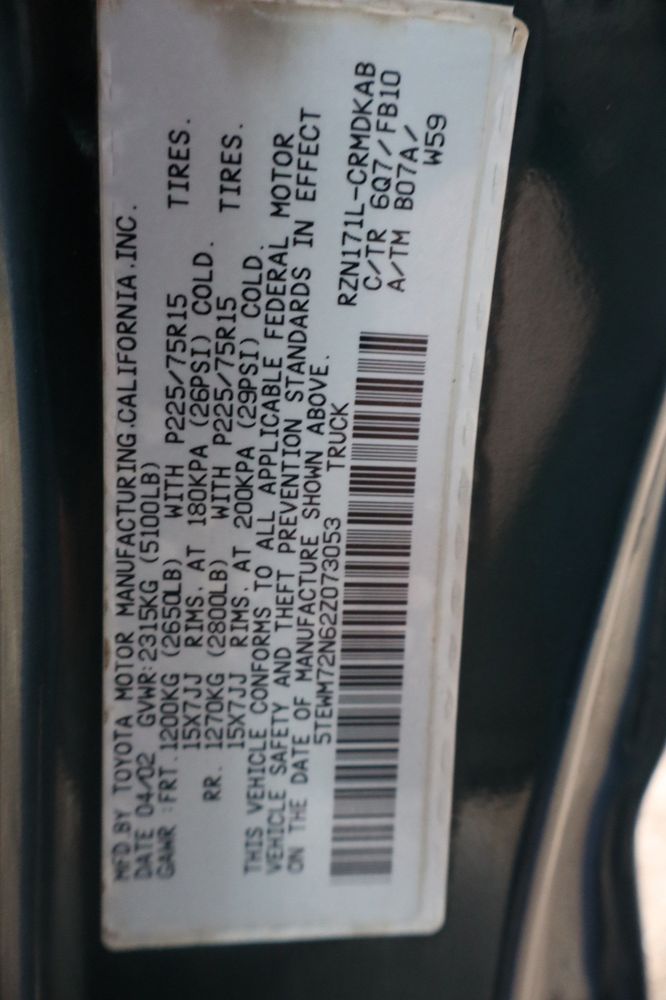 MFD.BY TOYOTA MOTOR MANUFACTURING.CALIFORNIA.INC.
DATE 04/02 GVWR:2315KG (5100LB)
GAWR :FRT.1200KG (2650LB) WITH P225/75R15 TIRES.
15X7JJ RIMS. AT 180KPA (26PSI) COLD.
RR. 1270KG (2800LB) WITH P225/75R15 TIRES.
15X7JJ RIMS. AT 200KPA (29PSI) COLD.
THIS VEHICLE CONFORMS TO ALL APPLICABLE FEDERAL MOTOR
VEHICLE SAFETY AND THEFT PREVENTION STANDARDS IN EFFECT
ON THE DATE OF MANUFACTURE SHOWN ABOVE.
5TEWM72N62Z073053 TRUCK
RZN171L-CRMDKAB
C/TR 6Q7/FB10
A/TM B07A/
W59